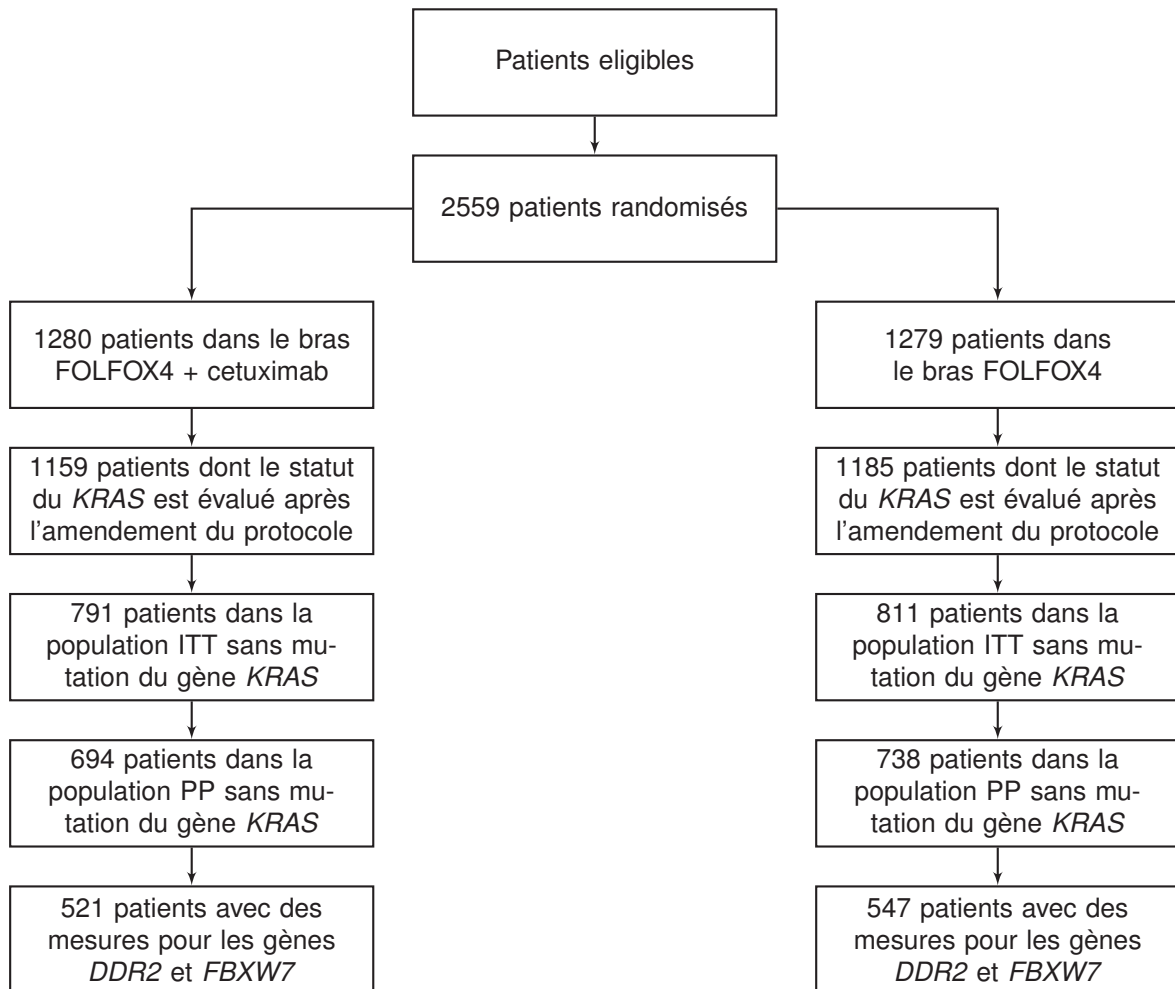 Patients eligibles
2559 patients randomisés
1280 patients dans le bras
FOLFOX4 + cetuximab
1279 patients dans
le bras FOLFOX4
1159 patients dont le statut
du KRAS est évalué après
l'amendement du protocole
1185 patients dont le statut
du KRAS est évalué après
l'amendement du protocole
791 patients dans la
population ITT sans mu-
tation du gène KRAS
811 patients dans la
population ITT sans mu-
tation du gène KRAS
694 patients dans la
population PP sans mu-
tation du gène KRAS
738 patients dans la
population PP sans mu-
tation du gène KRAS
521 patients avec des
mesures pour les gènes
DDR2 et FBXW7
547 patients avec des
mesures pour les gènes
DDR2 et FBXW7